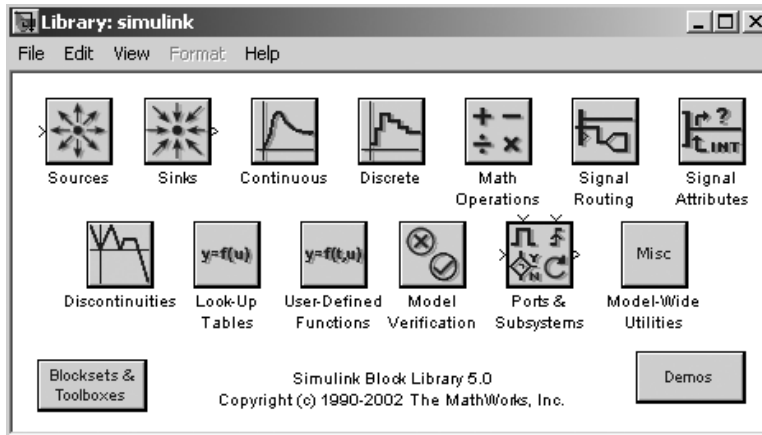 Library: simulink
File Edit View Format Help
Sources Sinks Continuous Discrete Math Operations Signal Routing Signal Attributes
+ − ÷ × ? INT
y=f(u) y=f(t,u) Y N Misc
Discontinuities Look-Up Tables User-Defined Functions Model Verification Ports & Subsystems Model-Wide Utilities
Blocksets & Toolboxes
Simulink Block Library 5.0
Copyright (c) 1990-2002 The MathWorks, Inc.
Demos